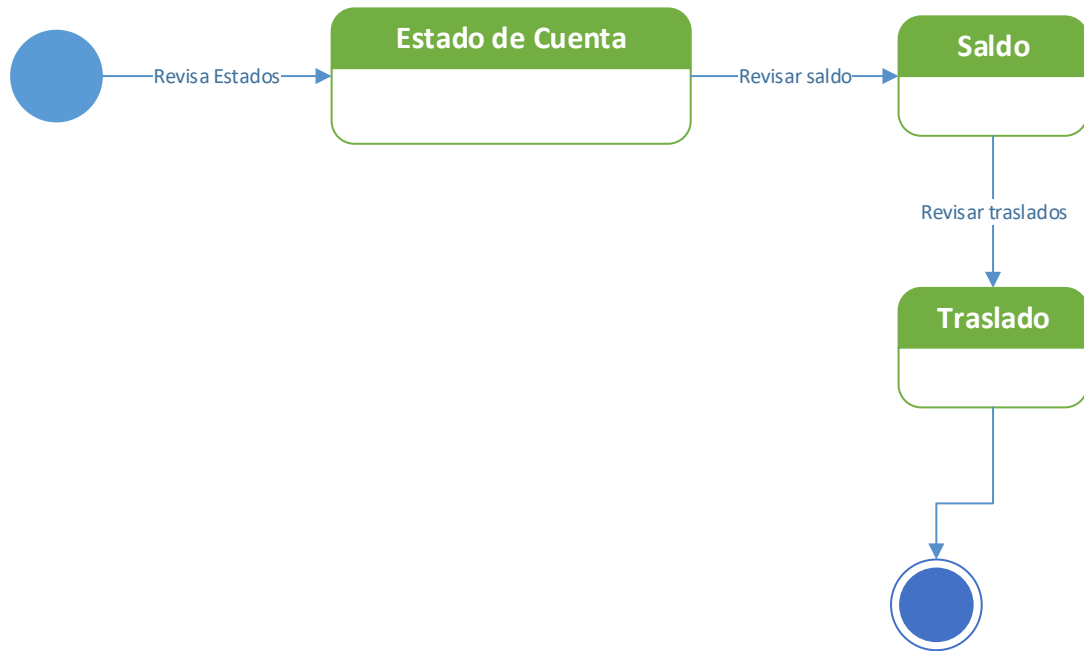 Estado de Cuenta
Saldo
Revisa Estados
Revisar saldo
Revisar traslados
Traslado